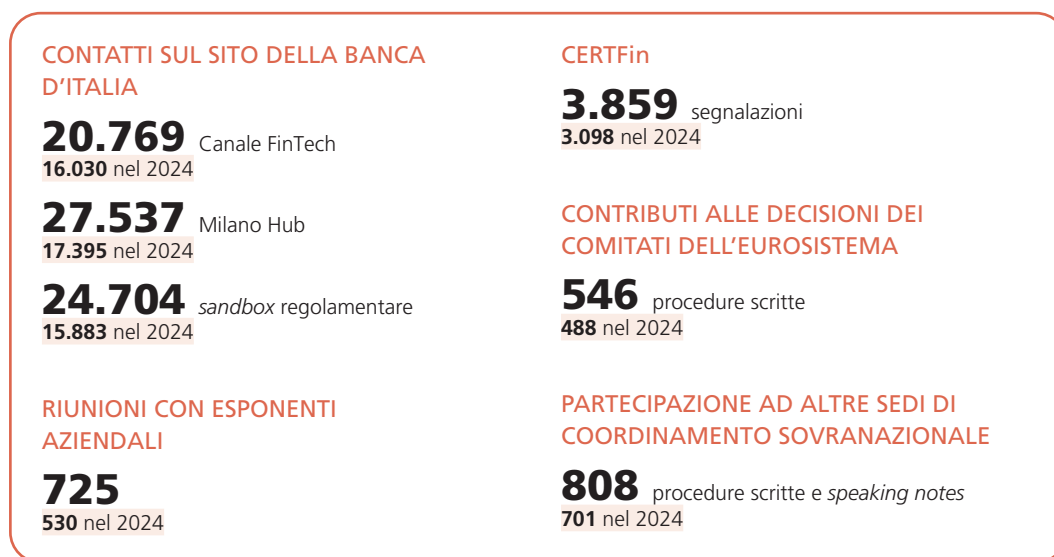 CONTATTI SUL SITO DELLA BANCA
D'ITALIA
20.769 Canale FinTech
16.030 nel 2024
27.537 Milano Hub
17.395 nel 2024
24.704 sandbox regolamentare
15.883 nel 2024
RIUNIONI CON ESPONENTI
AZIENDALI
725
530 nel 2024
CERTFin
3.859 segnalazioni
3.098 nel 2024
CONTRIBUTI ALLE DECISIONI DEI
COMITATI DELL'EUROSISTEMA
546 procedure scritte
488 nel 2024
PARTECIPAZIONE AD ALTRE SEDI DI
COORDINAMENTO SOVRANAZIONALE
808 procedure scritte e speaking notes
701 nel 2024